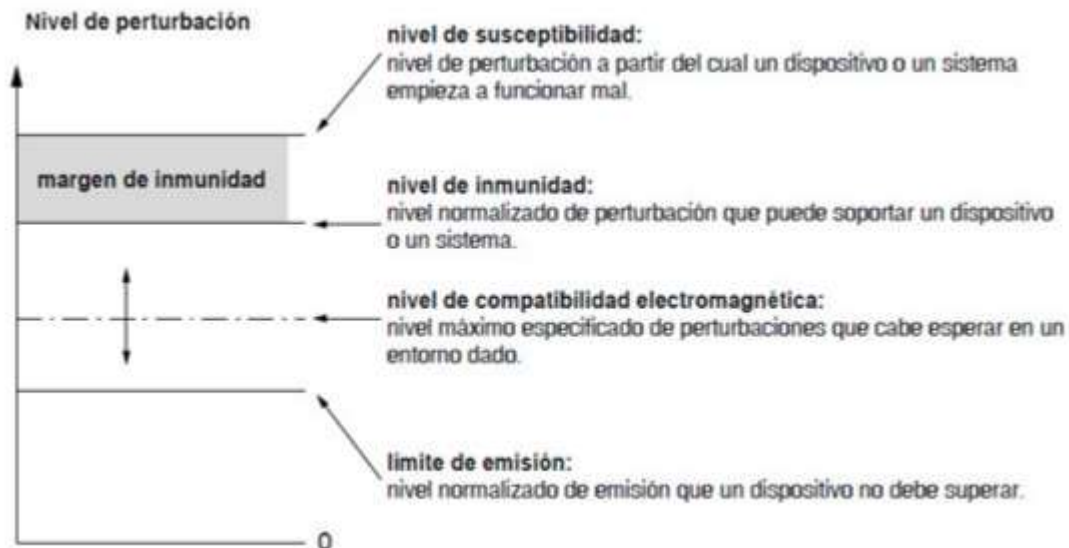 Nivel de perturbación
nivel de susceptibilidad:
nivel de perturbación a partir del cual un dispositivo o un sistema
empieza a funcionar mal.
margen de inmunidad
nivel de inmunidad:
nivel normalizado de perturbación que puede soportar un dispositivo
o un sistema.
nivel de compatibilidad electromagnética:
nivel máximo especificado de perturbaciones que cabe esperar en un
entorno dado.
límite de emisión:
nivel normalizado de emisión que un dispositivo no debe superar.
0